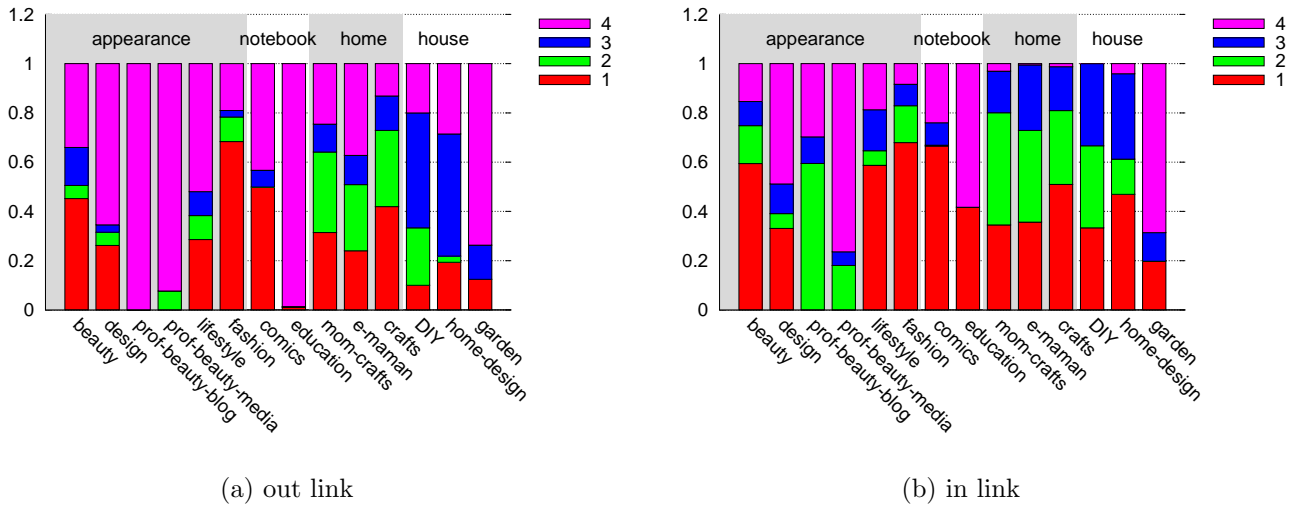 1.2
1
0.8
0.6
0.4
0.2
0
appearance
notebook
home
house
4
3
2
1
beauty
design
prof-beauty-blog
prof-beauty-media
lifestyle
fashion
comics
education
mom-crafts
e-maman
crafts
DIY
home-design
garden
(a) out link
1.2
1
0.8
0.6
0.4
0.2
0
appearance
notebook
home
house
4
3
2
1
beauty
design
prof-beauty-blog
prof-beauty-media
lifestyle
fashion
comics
education
mom-crafts
e-maman
crafts
DIY
home-design
garden
(b) in link